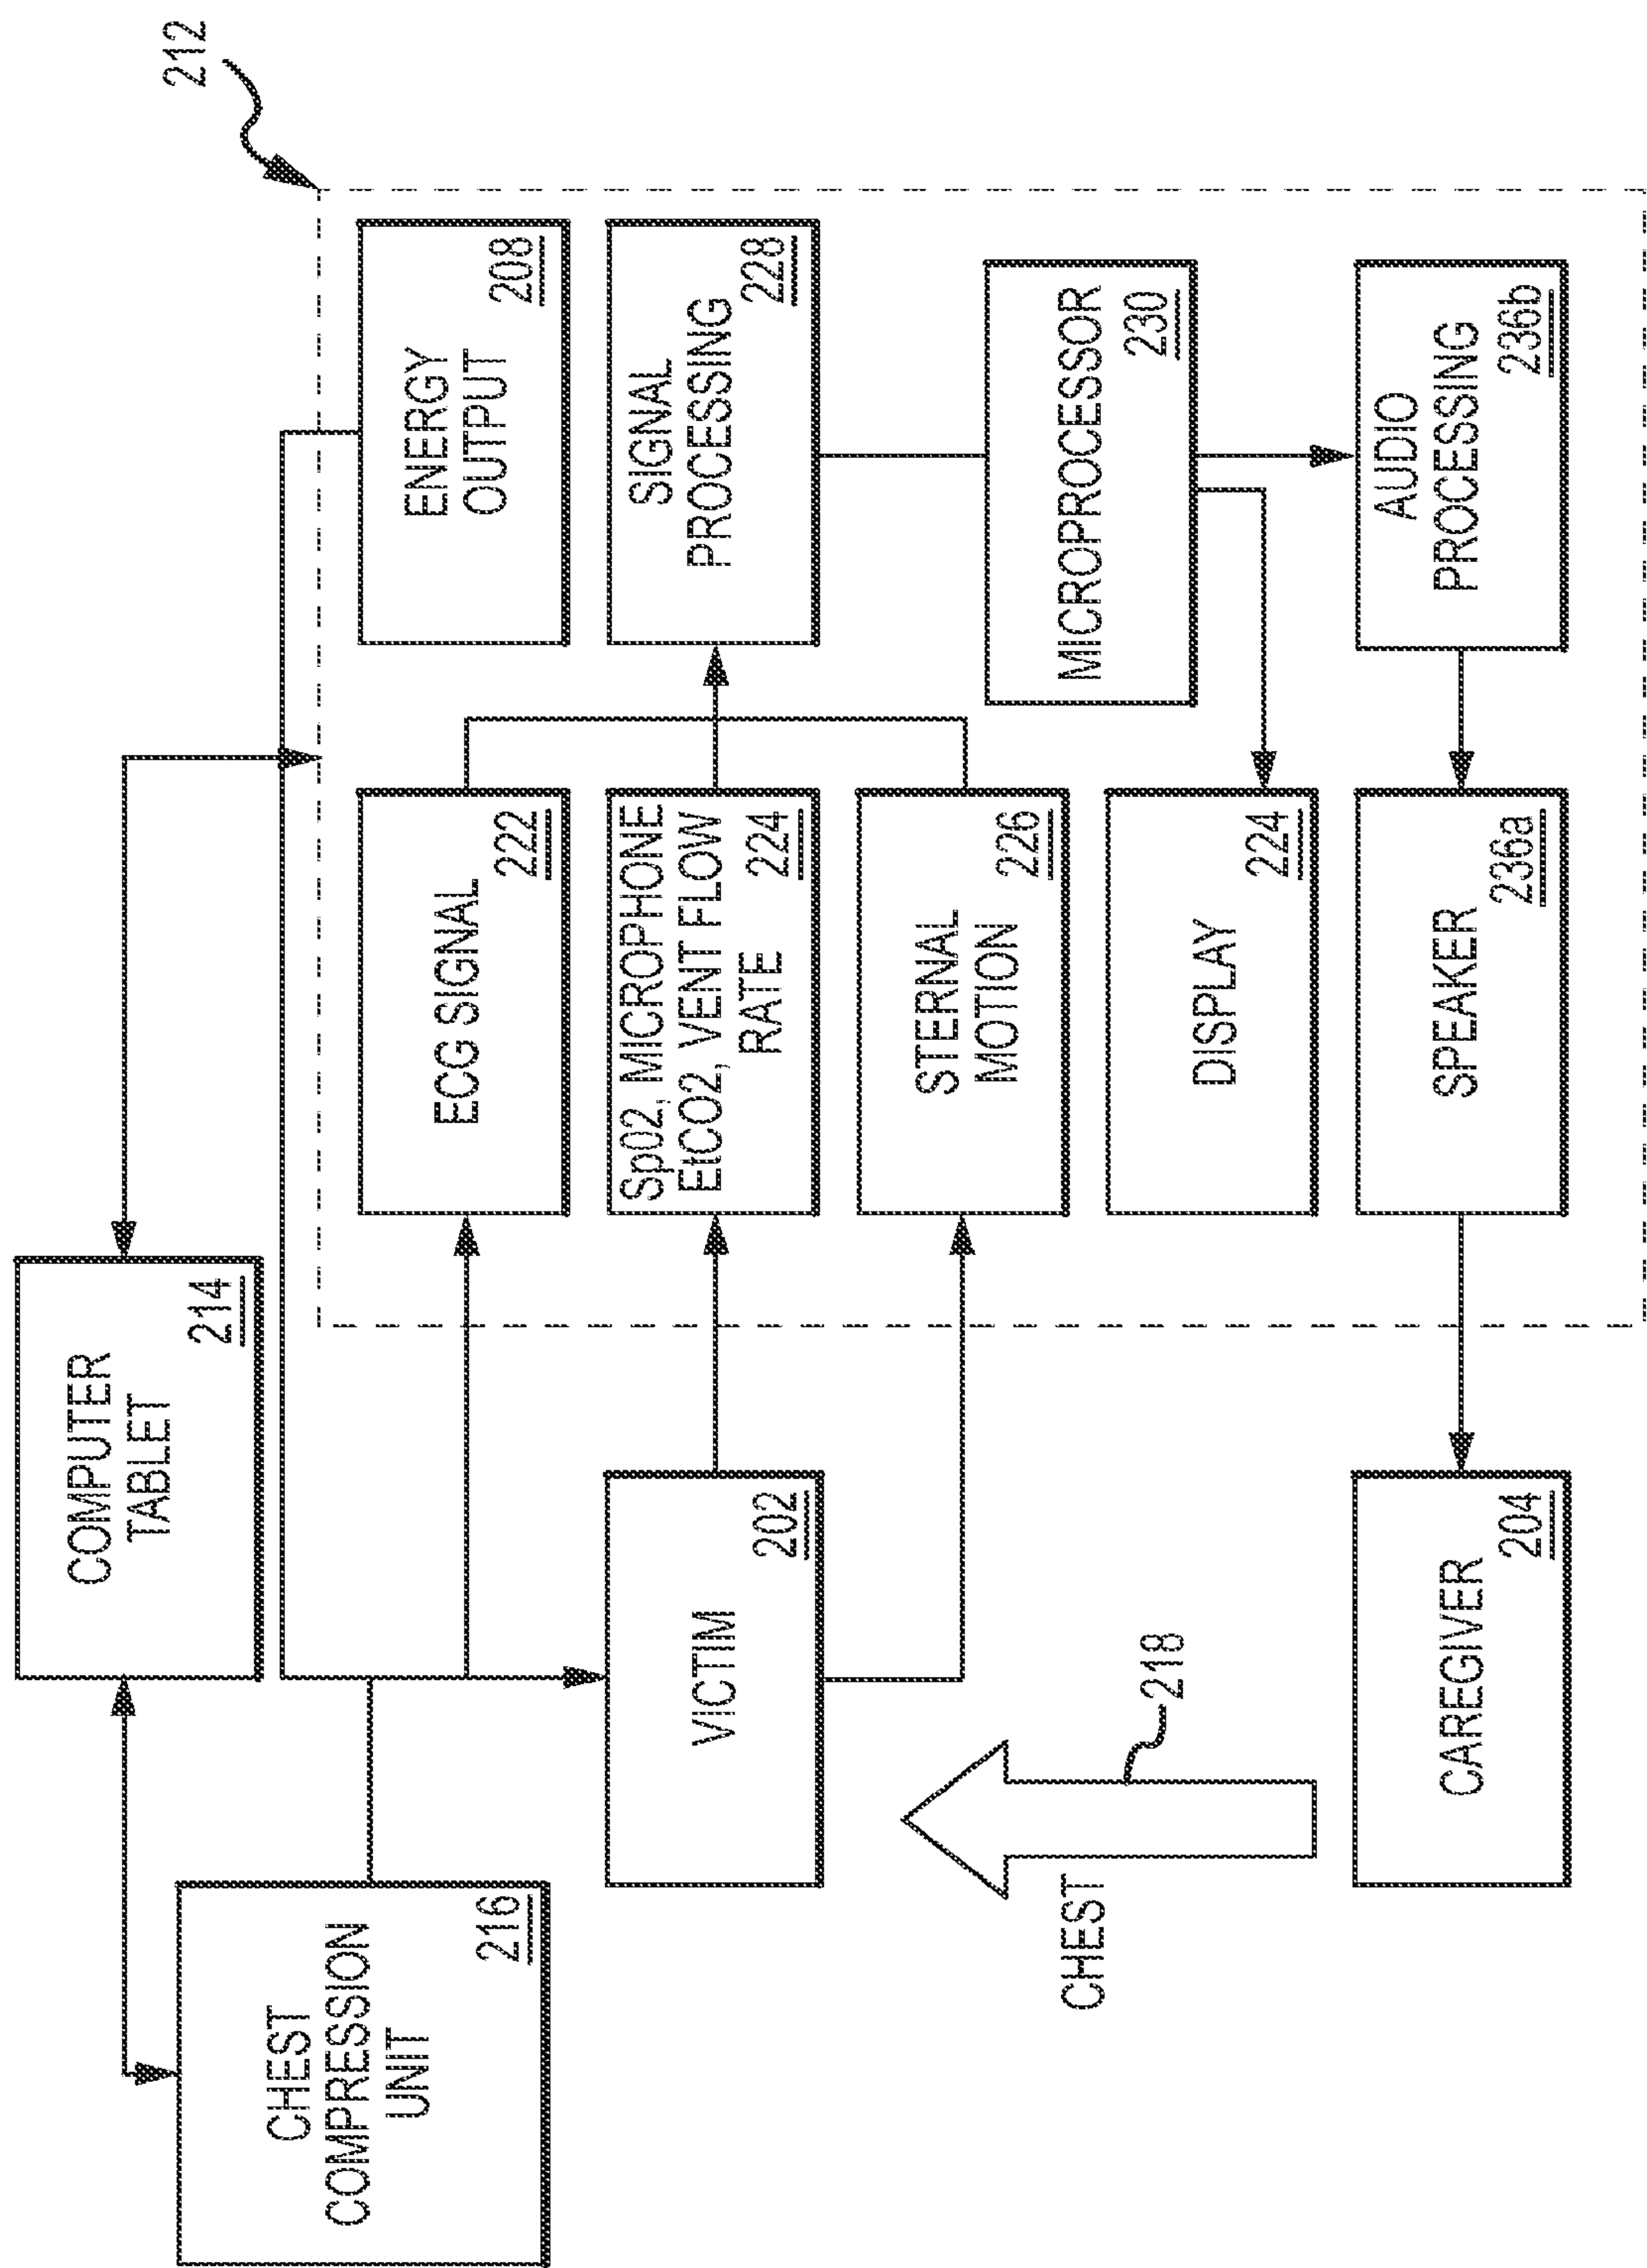 COMPUTER
TABLET
214
212
CHEST
COMPRESSION
UNIT
216
ECG SIGNAL
222
ENERGY
OUTPUT
208
VICTIM
202
Sp02, MICROPHONE
EtCO2, VENT FLOW
RATE
224
SIGNAL
PROCESSING
228
STERNAL
MOTION
226
MICROPROCESSOR
230
CHEST
218
DISPLAY
224
CAREGIVER
204
SPEAKER
236a
AUDIO
PROCESSING
236b